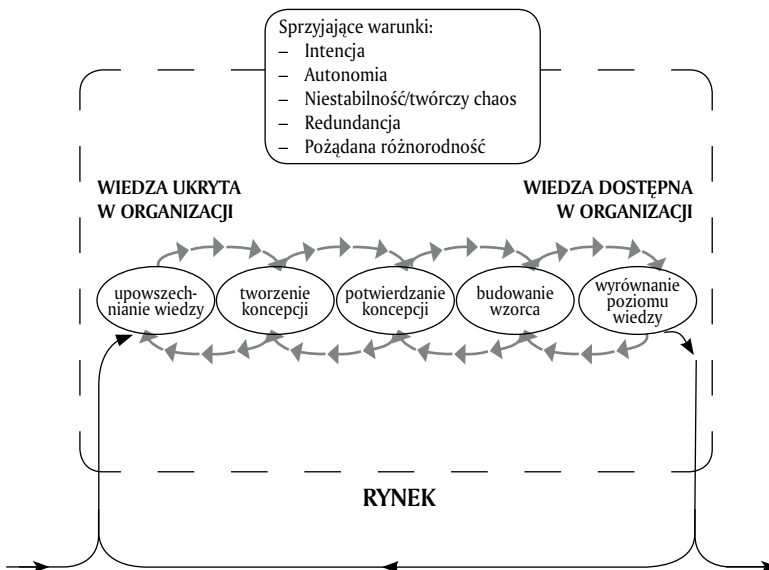 Sprzyjające warunki:
– Intencja
– Autonomia
– Niestabilność/twórczy chaos
– Redundancja
– Pożądana różnorodność
WIEDZA UKRYTA
W ORGANIZACJI
WIEDZA DOSTĘPNA
W ORGANIZACJI
upowszech-
nianie wiedzy
tworzenie
koncepcji
potwierdzanie
koncepcji
budowanie
wzorca
wyrównanie
poziomu
wiedzy
RYNEK